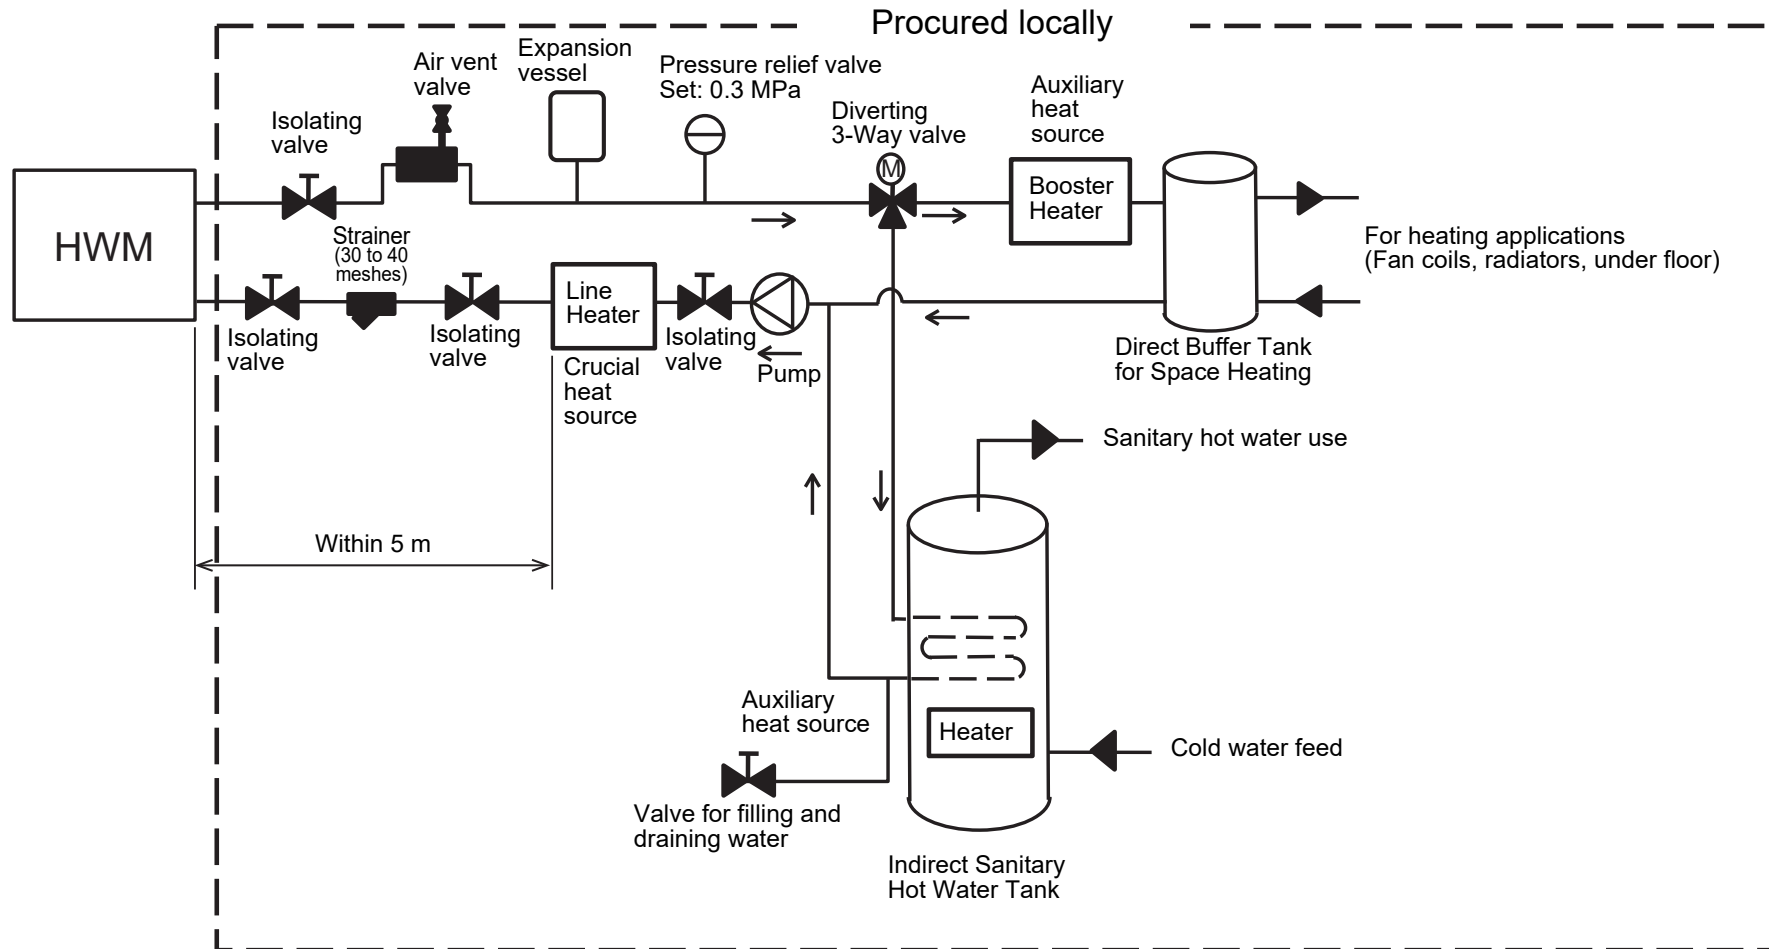 Procured locally
Air vent
valve
Expansion
vessel
Pressure relief valve
Set: 0.3 MPa
Auxiliary
heat
source
Isolating
valve
Diverting
3-Way valve
M
Booster
Heater
HWM
Strainer
(30 to 40
meshes)
For heating applications
(Fan coils, radiators, under floor)
Line
Heater
Isolating
valve
Isolating
valve
Isolating
valve
Crucial
heat
source
Pump
Direct Buffer Tank
for Space Heating
Sanitary hot water use
Within 5 m
Auxiliary
heat source
Heater
Cold water feed
Valve for filling and
draining water
Indirect Sanitary
Hot Water Tank